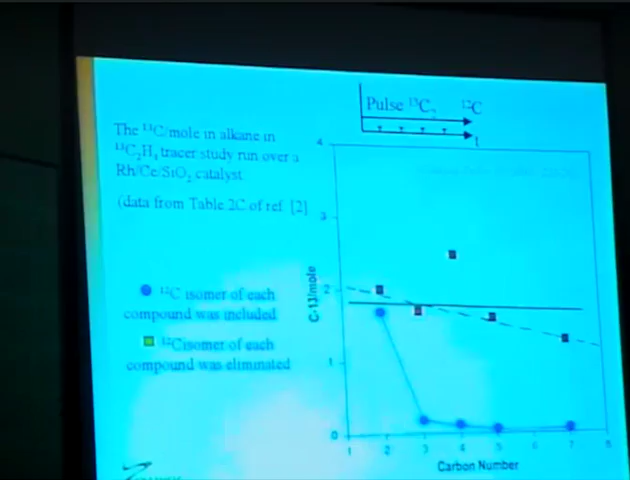 Pulse ¹³C₂ ¹²C
t
The ¹³C/mole in alkane in
¹³C₂H₄ tracer study run over a
Rh/Ce/SiO₂ catalyst
(data from Table 2C of ref. [2]
¹²C isomer of each
compound was included
¹²C isomer of each
compound was eliminated
4
3
2
1
0
C-13/mole
1 2 3 4 5 6 7 8
Carbon Number